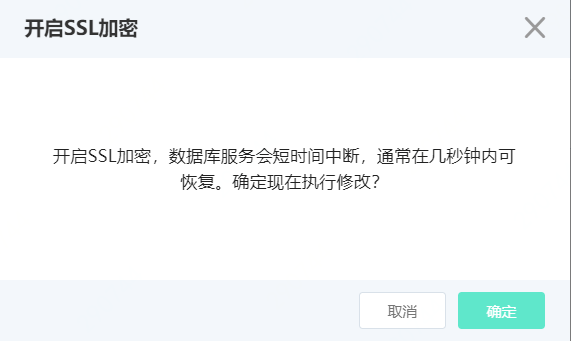 开启SSL加密
开启SSL加密，数据库服务会短时间中断，通常在几秒钟内可
恢复。确定现在执行修改?
取消
确定